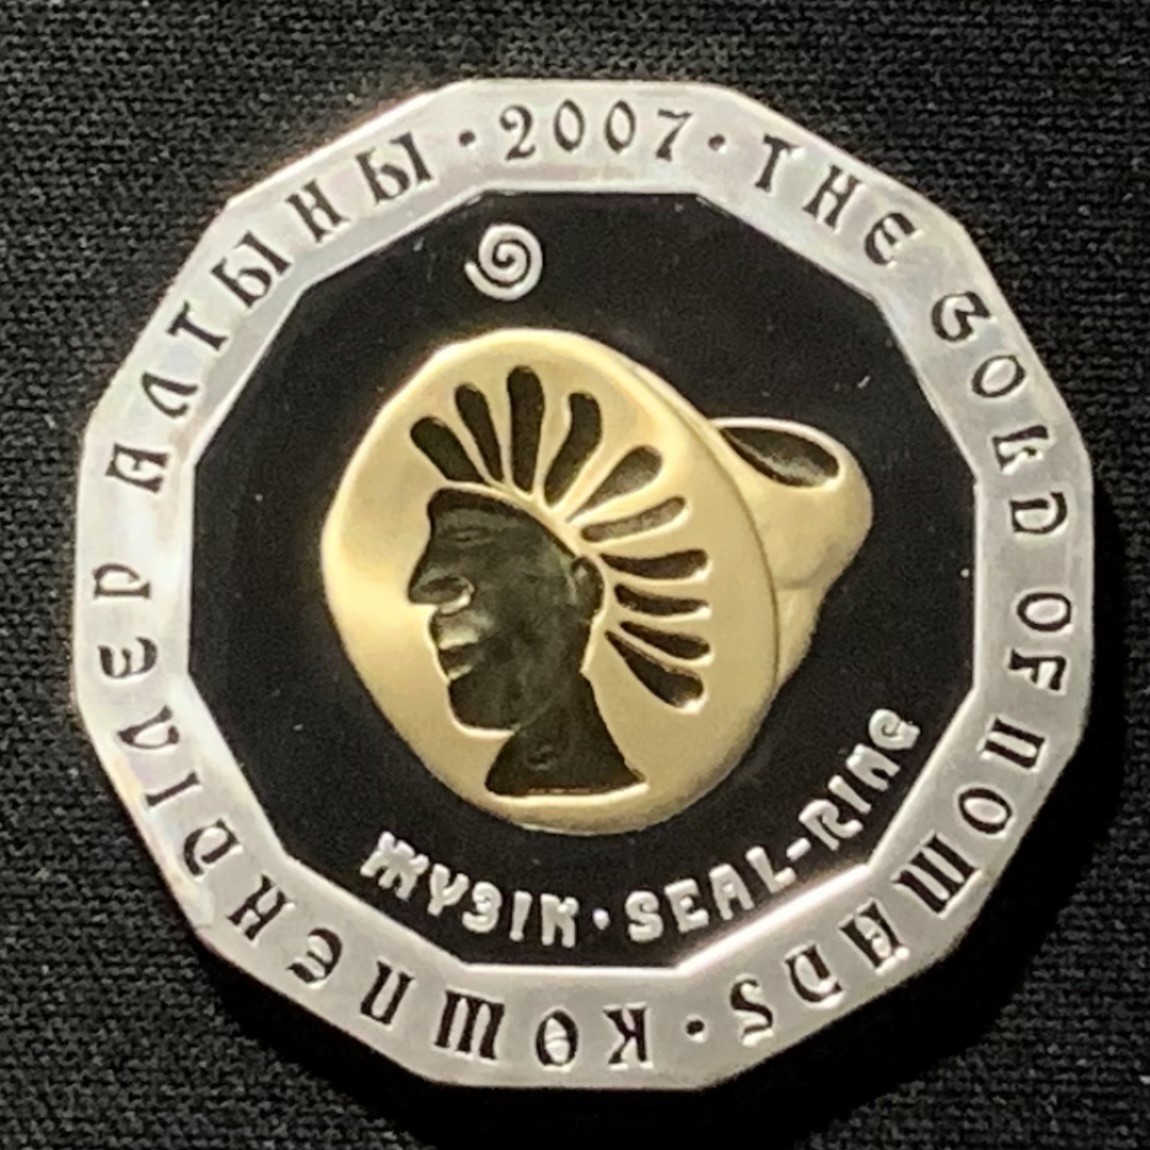 КӨШПЕНДІЛЕР АЛТЫНЫ · 2007 · THE GOLD OF NOMADS ·
ЖҮЗІК · SEAL-RING